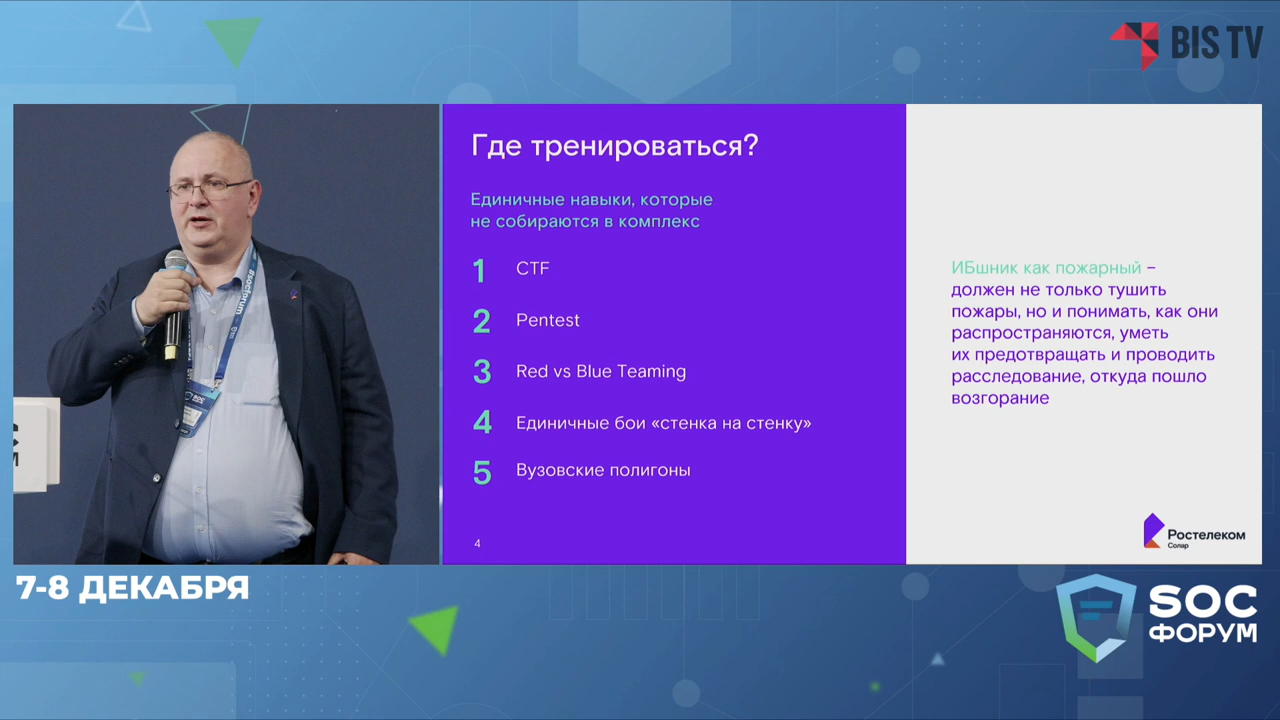 BIS TV
Где тренироваться?
Единичные навыки, которые
не собираются в комплекс
1 CTF
2 Pentest
3 Red vs Blue Teaming
4 Единичные бои «стенка на стенку»
5 Вузовские полигоны
4
ИБшник как пожарный –
должен не только тушить
пожары, но и понимать, как они
распространяются, уметь
их предотвращать и проводить
расследование, откуда пошло
возгорание
Ростелеком
Солар
#socforum
SOC
7-8 ДЕКАБРЯ
SOC
ФОРУМ